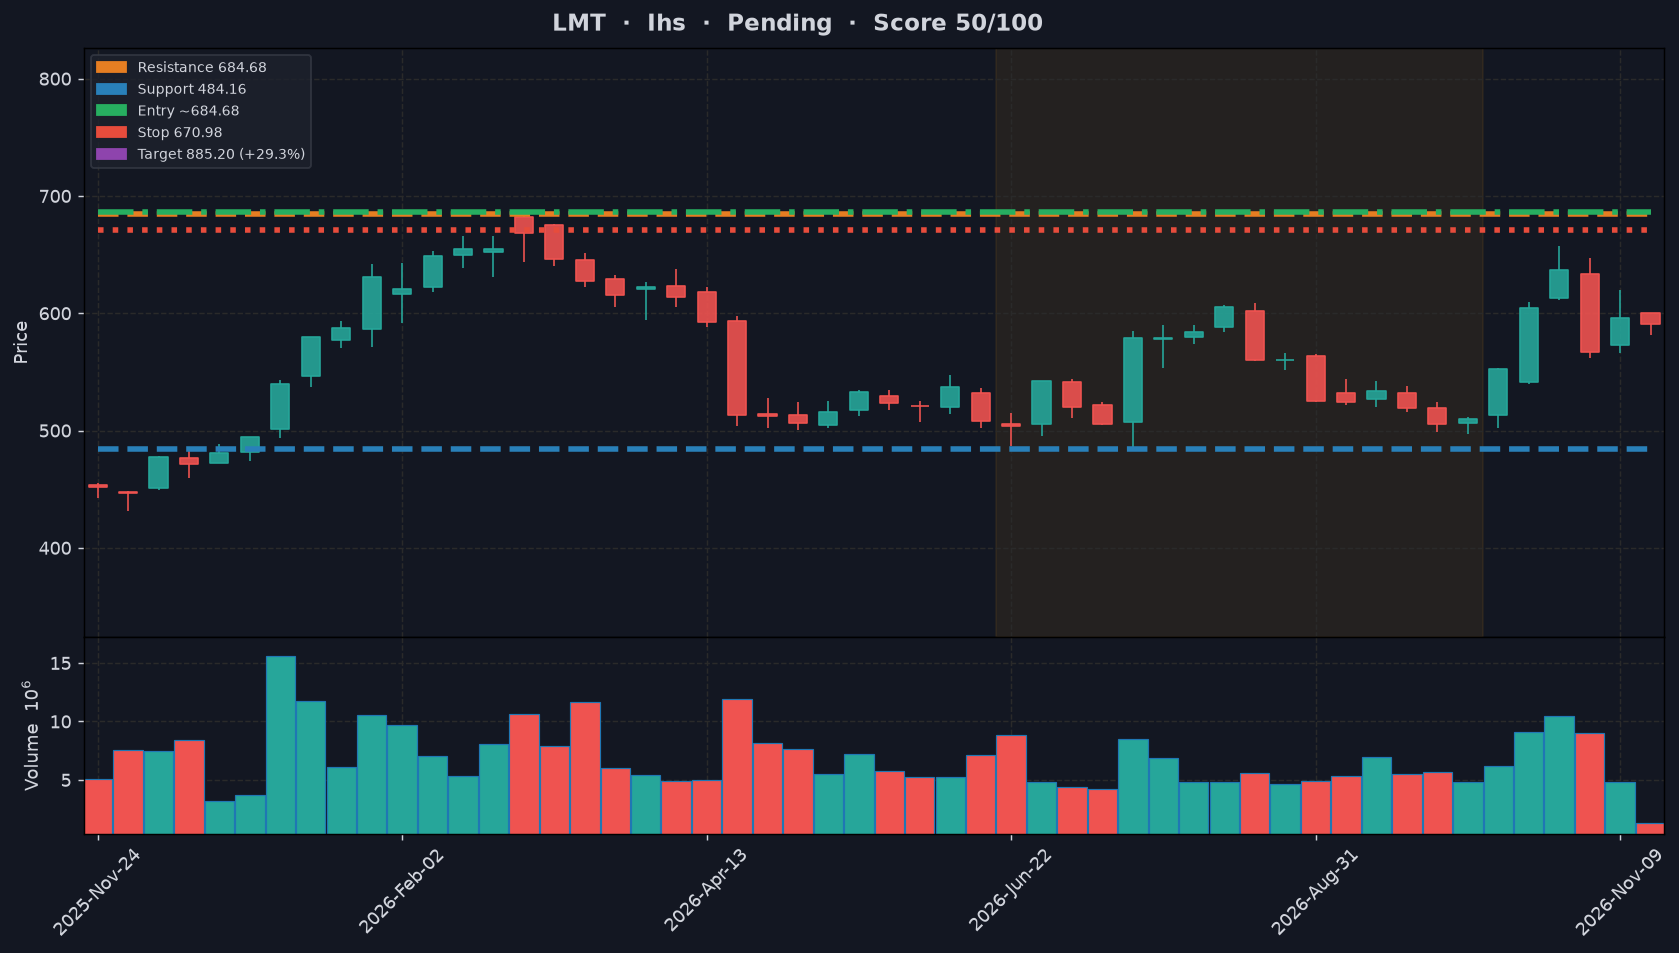 LMT · Ihs · Pending · Score 50/100
Resistance 684.68
Support 484.16
Entry ~684.68
Stop 670.98
Target 885.20 (+29.3%)
Price
800
700
600
500
400
Volume 10⁶
15
10
5
2025-Nov-24
2026-Feb-02
2026-Apr-13
2026-Jun-22
2026-Aug-31
2026-Nov-09